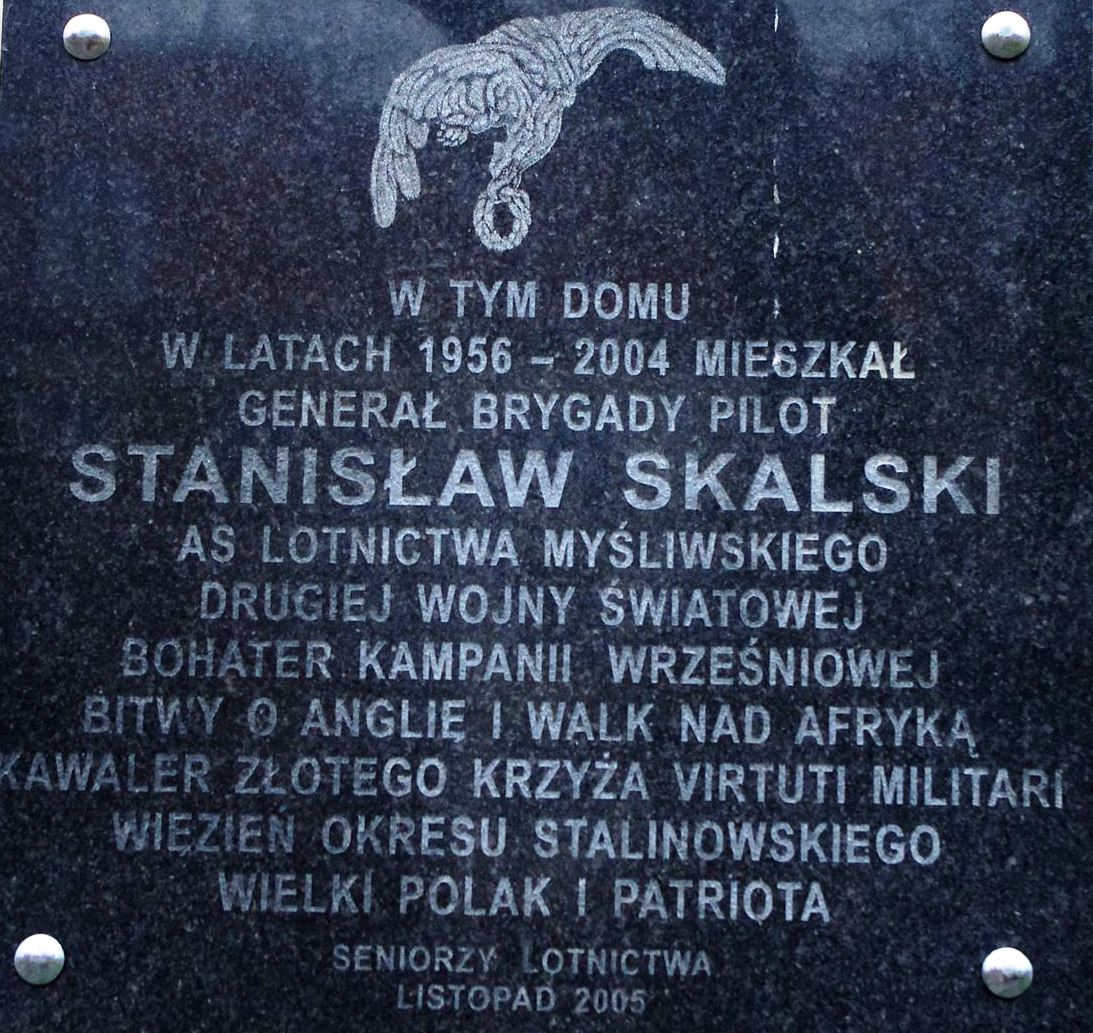 W TYM DOMU
W LATACH 1956 – 2004 MIESZKAŁ
GENERAŁ BRYGADY PILOT
STANISŁAW SKALSKI
AS LOTNICTWA MYŚLIWSKIEGO
DRUGIEJ WOJNY ŚWIATOWEJ
BOHATER KAMPANII WRZEŚNIOWEJ
BITWY O ANGLIĘ I WALK NAD AFRYKĄ
KAWALER ZŁOTEGO KRZYŻA VIRTUTI MILITARI
WIĘZIEŃ OKRESU STALINOWSKIEGO
WIELKI POLAK I PATRIOTA
SENIORZY LOTNICTWA
LISTOPAD 2005